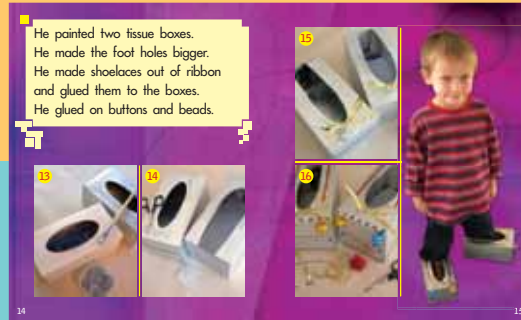 He painted two tissue boxes.
He made the foot holes bigger.
He made shoelaces out of ribbon
and glued them to the boxes.
He glued on buttons and beads.
13
14
15
16
14